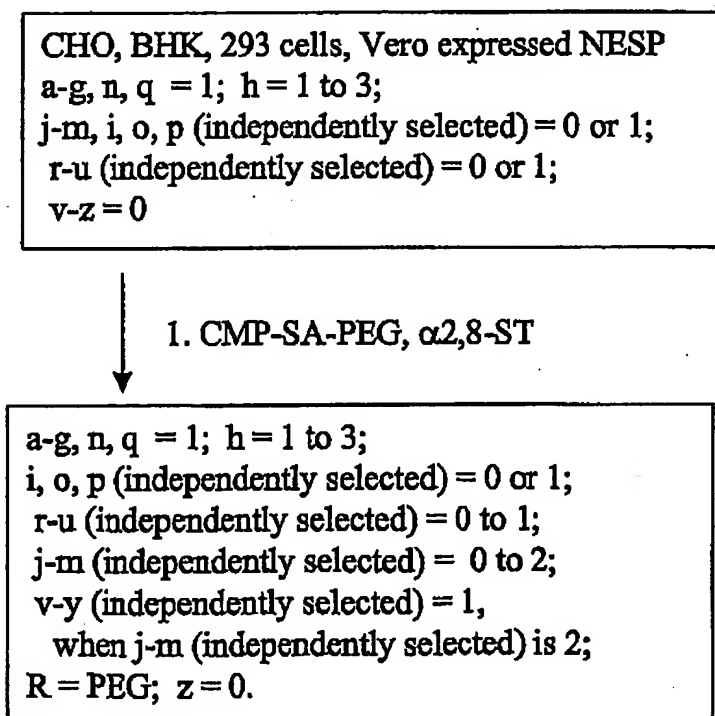 CHO, BHK, 293 cells, Vero expressed NESP
a-g, n, q = 1; h = 1 to 3;
j-m, i, o, p (independently selected) = 0 or 1;
r-u (independently selected) = 0 or 1;
v-z = 0
1. CMP-SA-PEG, α2,8-ST
a-g, n, q = 1; h = 1 to 3;
i, o, p (independently selected) = 0 or 1;
r-u (independently selected) = 0 to 1;
j-m (independently selected) = 0 to 2;
v-y (independently selected) = 1,
when j-m (independently selected) is 2;
R = PEG; z = 0.